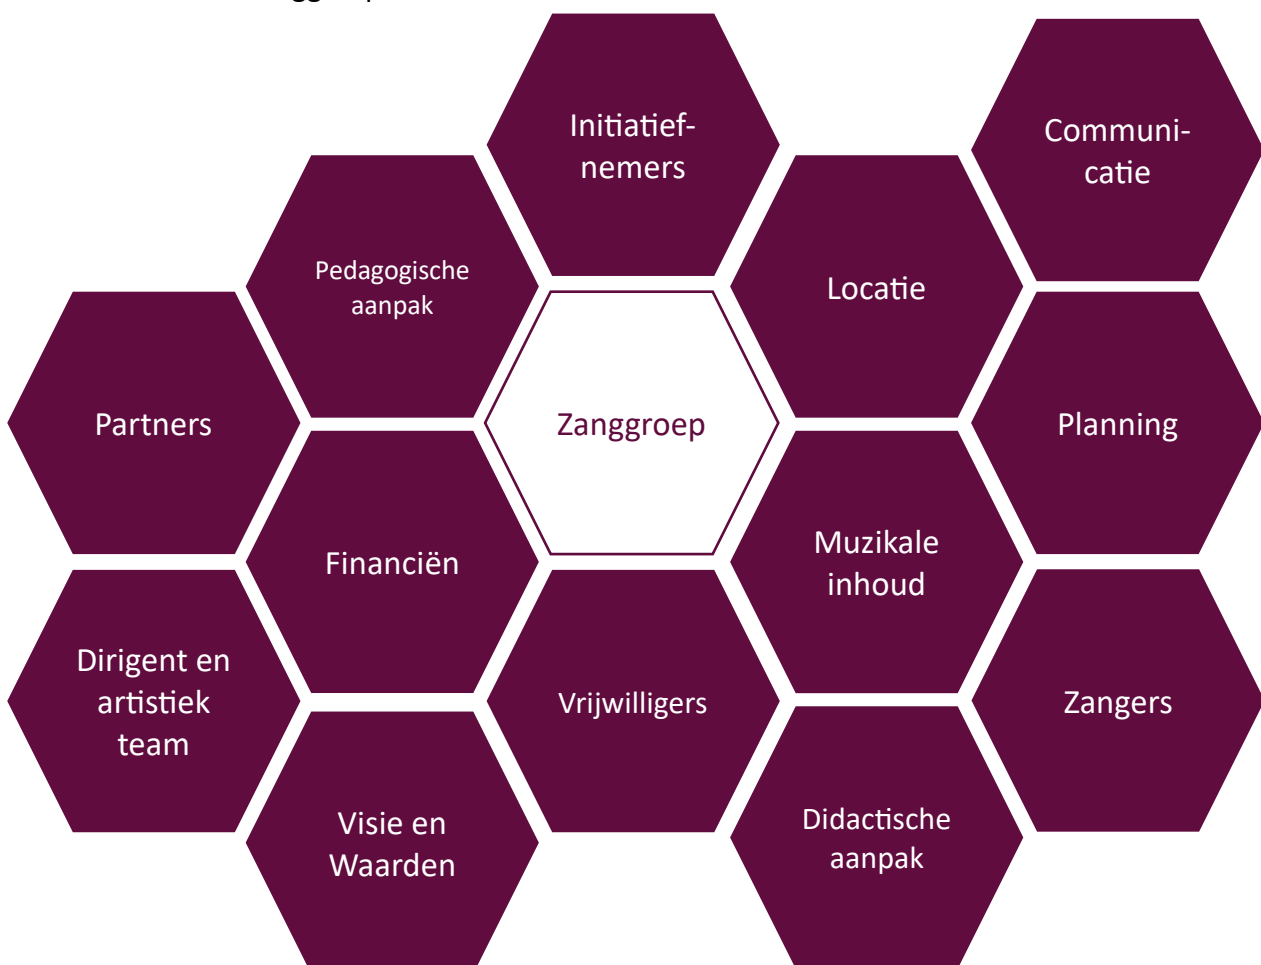 Initiatief-
nemers
Communi-
catie
Pedagogische
aanpak
Locatie
Partners
Zanggroep
Planning
Financiën
Muzikale
inhoud
Dirigent en
artistiek
team
Vrijwilligers
Zangers
Visie en
Waarden
Didactische
aanpak